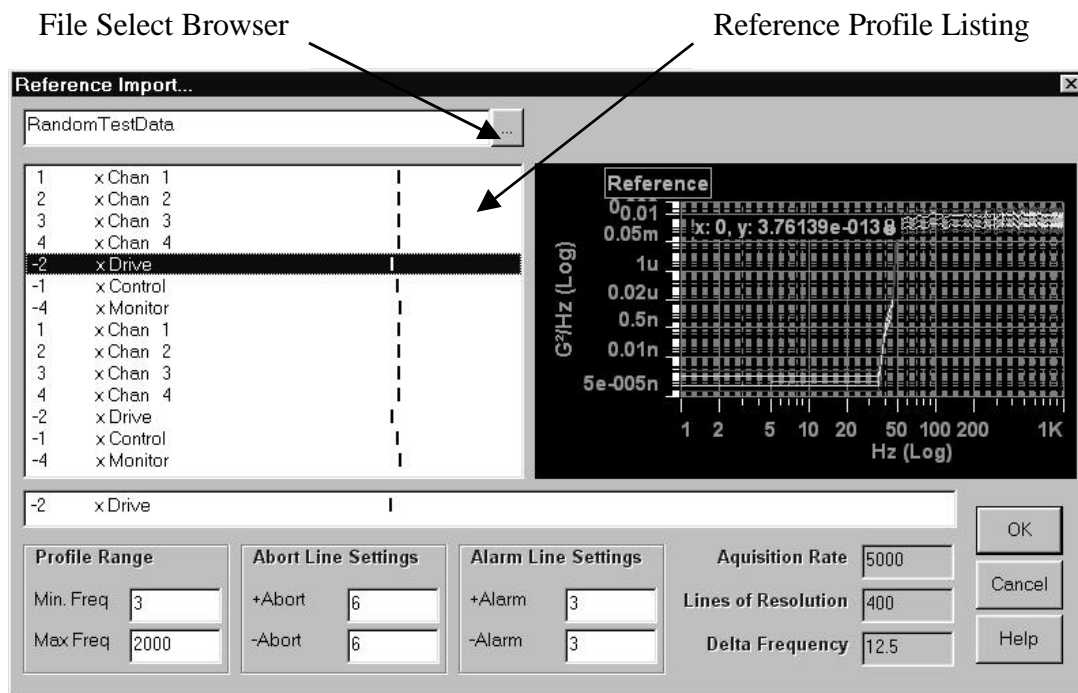 File Select Browser
Reference Profile Listing
Reference Import...
RandomTestData
...
1 x Chan 1
2 x Chan 2
3 x Chan 3
4 x Chan 4
-2 x Drive
-1 x Control
-4 x Monitor
1 x Chan 1
2 x Chan 2
3 x Chan 3
4 x Chan 4
-2 x Drive
-1 x Control
-4 x Monitor
Reference
0.01
x: 0, y: 3.76139e-013
0.05m
1u
0.02u
0.5n
0.01n
5e-005n
G²/Hz (Log)
1 2 5 10 20 50 100 200 1K
Hz (Log)
-2 x Drive
OK
Cancel
Help
Profile Range
Min. Freq 3
Max Freq 2000
Abort Line Settings
+Abort 6
-Abort 6
Alarm Line Settings
+Alarm 3
-Alarm 3
Aquisition Rate 5000
Lines of Resolution 400
Delta Frequency 12.5